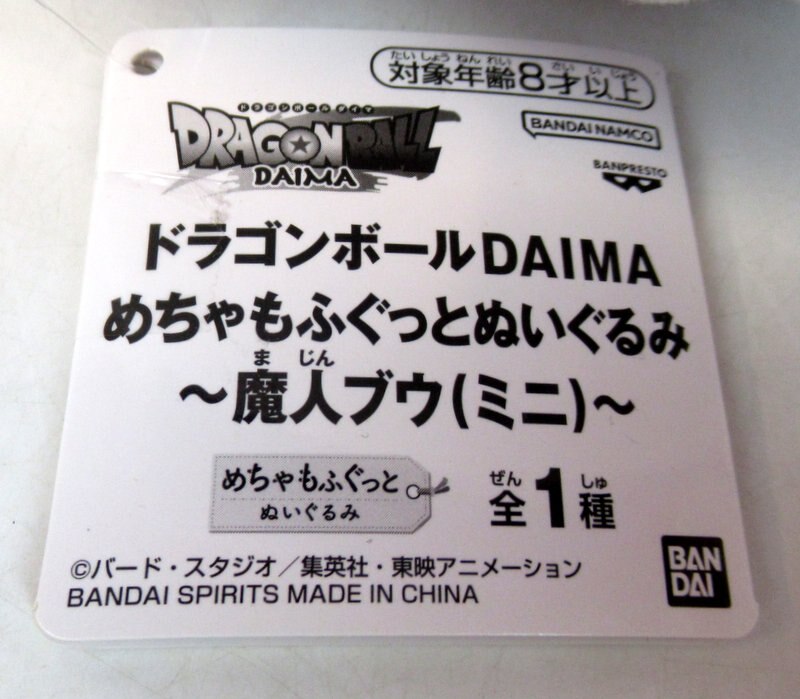 たいしょうねんれい さいいじょう
対象年齢8才以上
ドラゴンボールダイマ
DRAGON BALL
DAIMA
BANDAI NAMCO
BANPRESTO
ドラゴンボールDAIMA
めちゃもふぐっとぬいぐるみ
まじん
～魔人ブウ(ミニ)～
めちゃもふぐっと
ぬいぐるみ
ぜん しゅ
全1種
©バード・スタジオ/集英社・東映アニメーション
BANDAI SPIRITS MADE IN CHINA
BAN
DAI